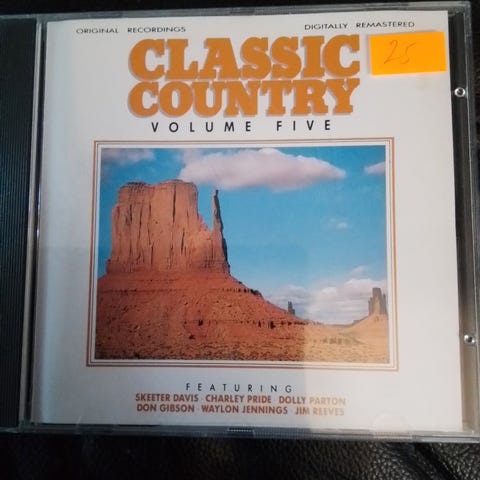 ORIGINAL RECORDINGS DIGITALLY REMASTERED
CLASSIC
25
COUNTRY
VOLUME FIVE
FEATURING
SKEETER DAVIS · CHARLEY PRIDE · DOLLY PARTON
DON GIBSON · WAYLON JENNINGS · JIM REEVES